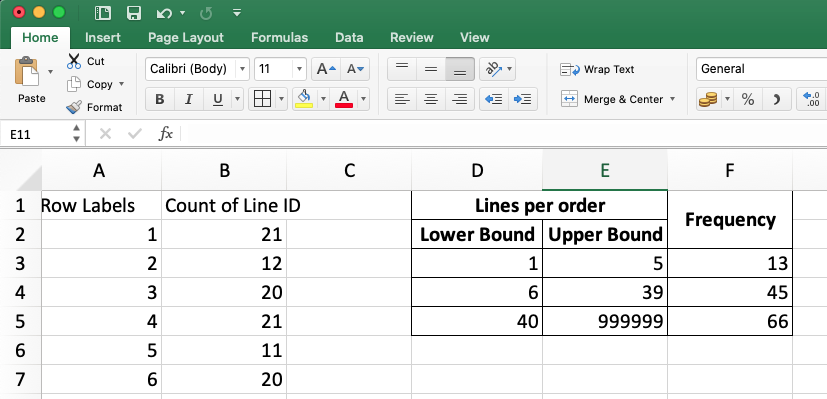 Home Insert Page Layout Formulas Data Review View
Cut
Calibri (Body) 11 A A Wrap Text General
Copy
Paste
Format B I U A Merge & Center % .0 .00
E11 fx
A B C D E F
1 Row Labels Count of Line ID Lines per order Frequency
2 1 21 Lower Bound Upper Bound
3 2 12 1 5 13
4 3 20 6 39 45
5 4 21 40 999999 66
6 5 11
7 6 20